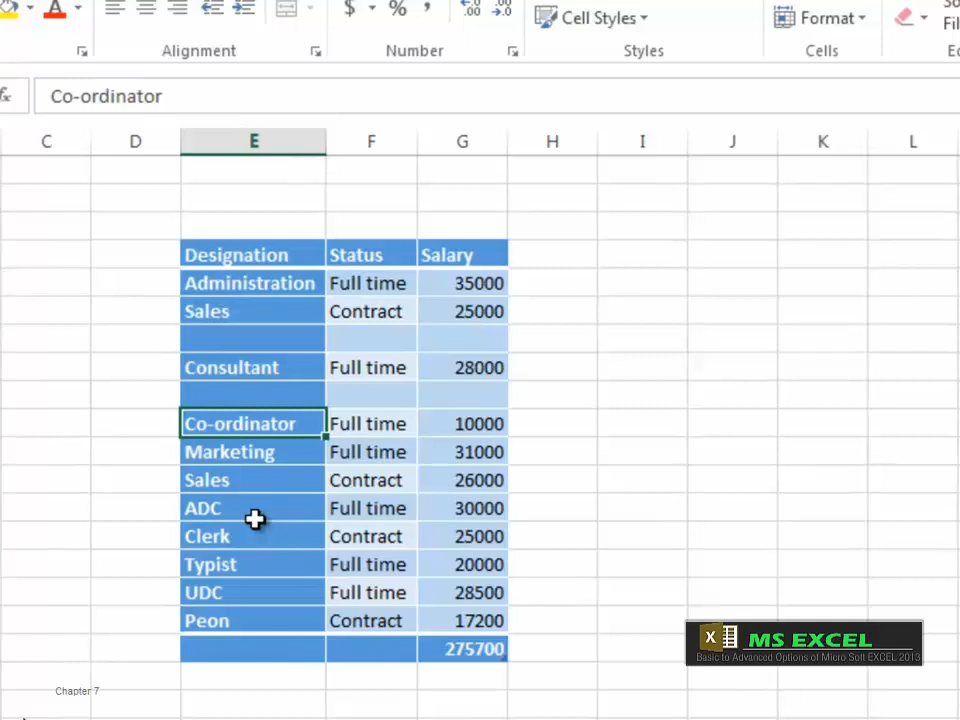 $ % , .00
Cell Styles
Format
Alignment
Number
Styles
Cells
fx
Co-ordinator
C D E F G H I J K L
Designation Status Salary
Administration Full time 35000
Sales Contract 25000
Consultant Full time 28000
Co-ordinator Full time 10000
Marketing Full time 31000
Sales Contract 26000
ADC Full time 30000
Clerk Contract 25000
Typist Full time 20000
UDC Full time 28500
Peon Contract 17200
275700
X MS EXCEL
Basic to Advanced Options of Micro Soft EXCEL 2013
Chapter 7